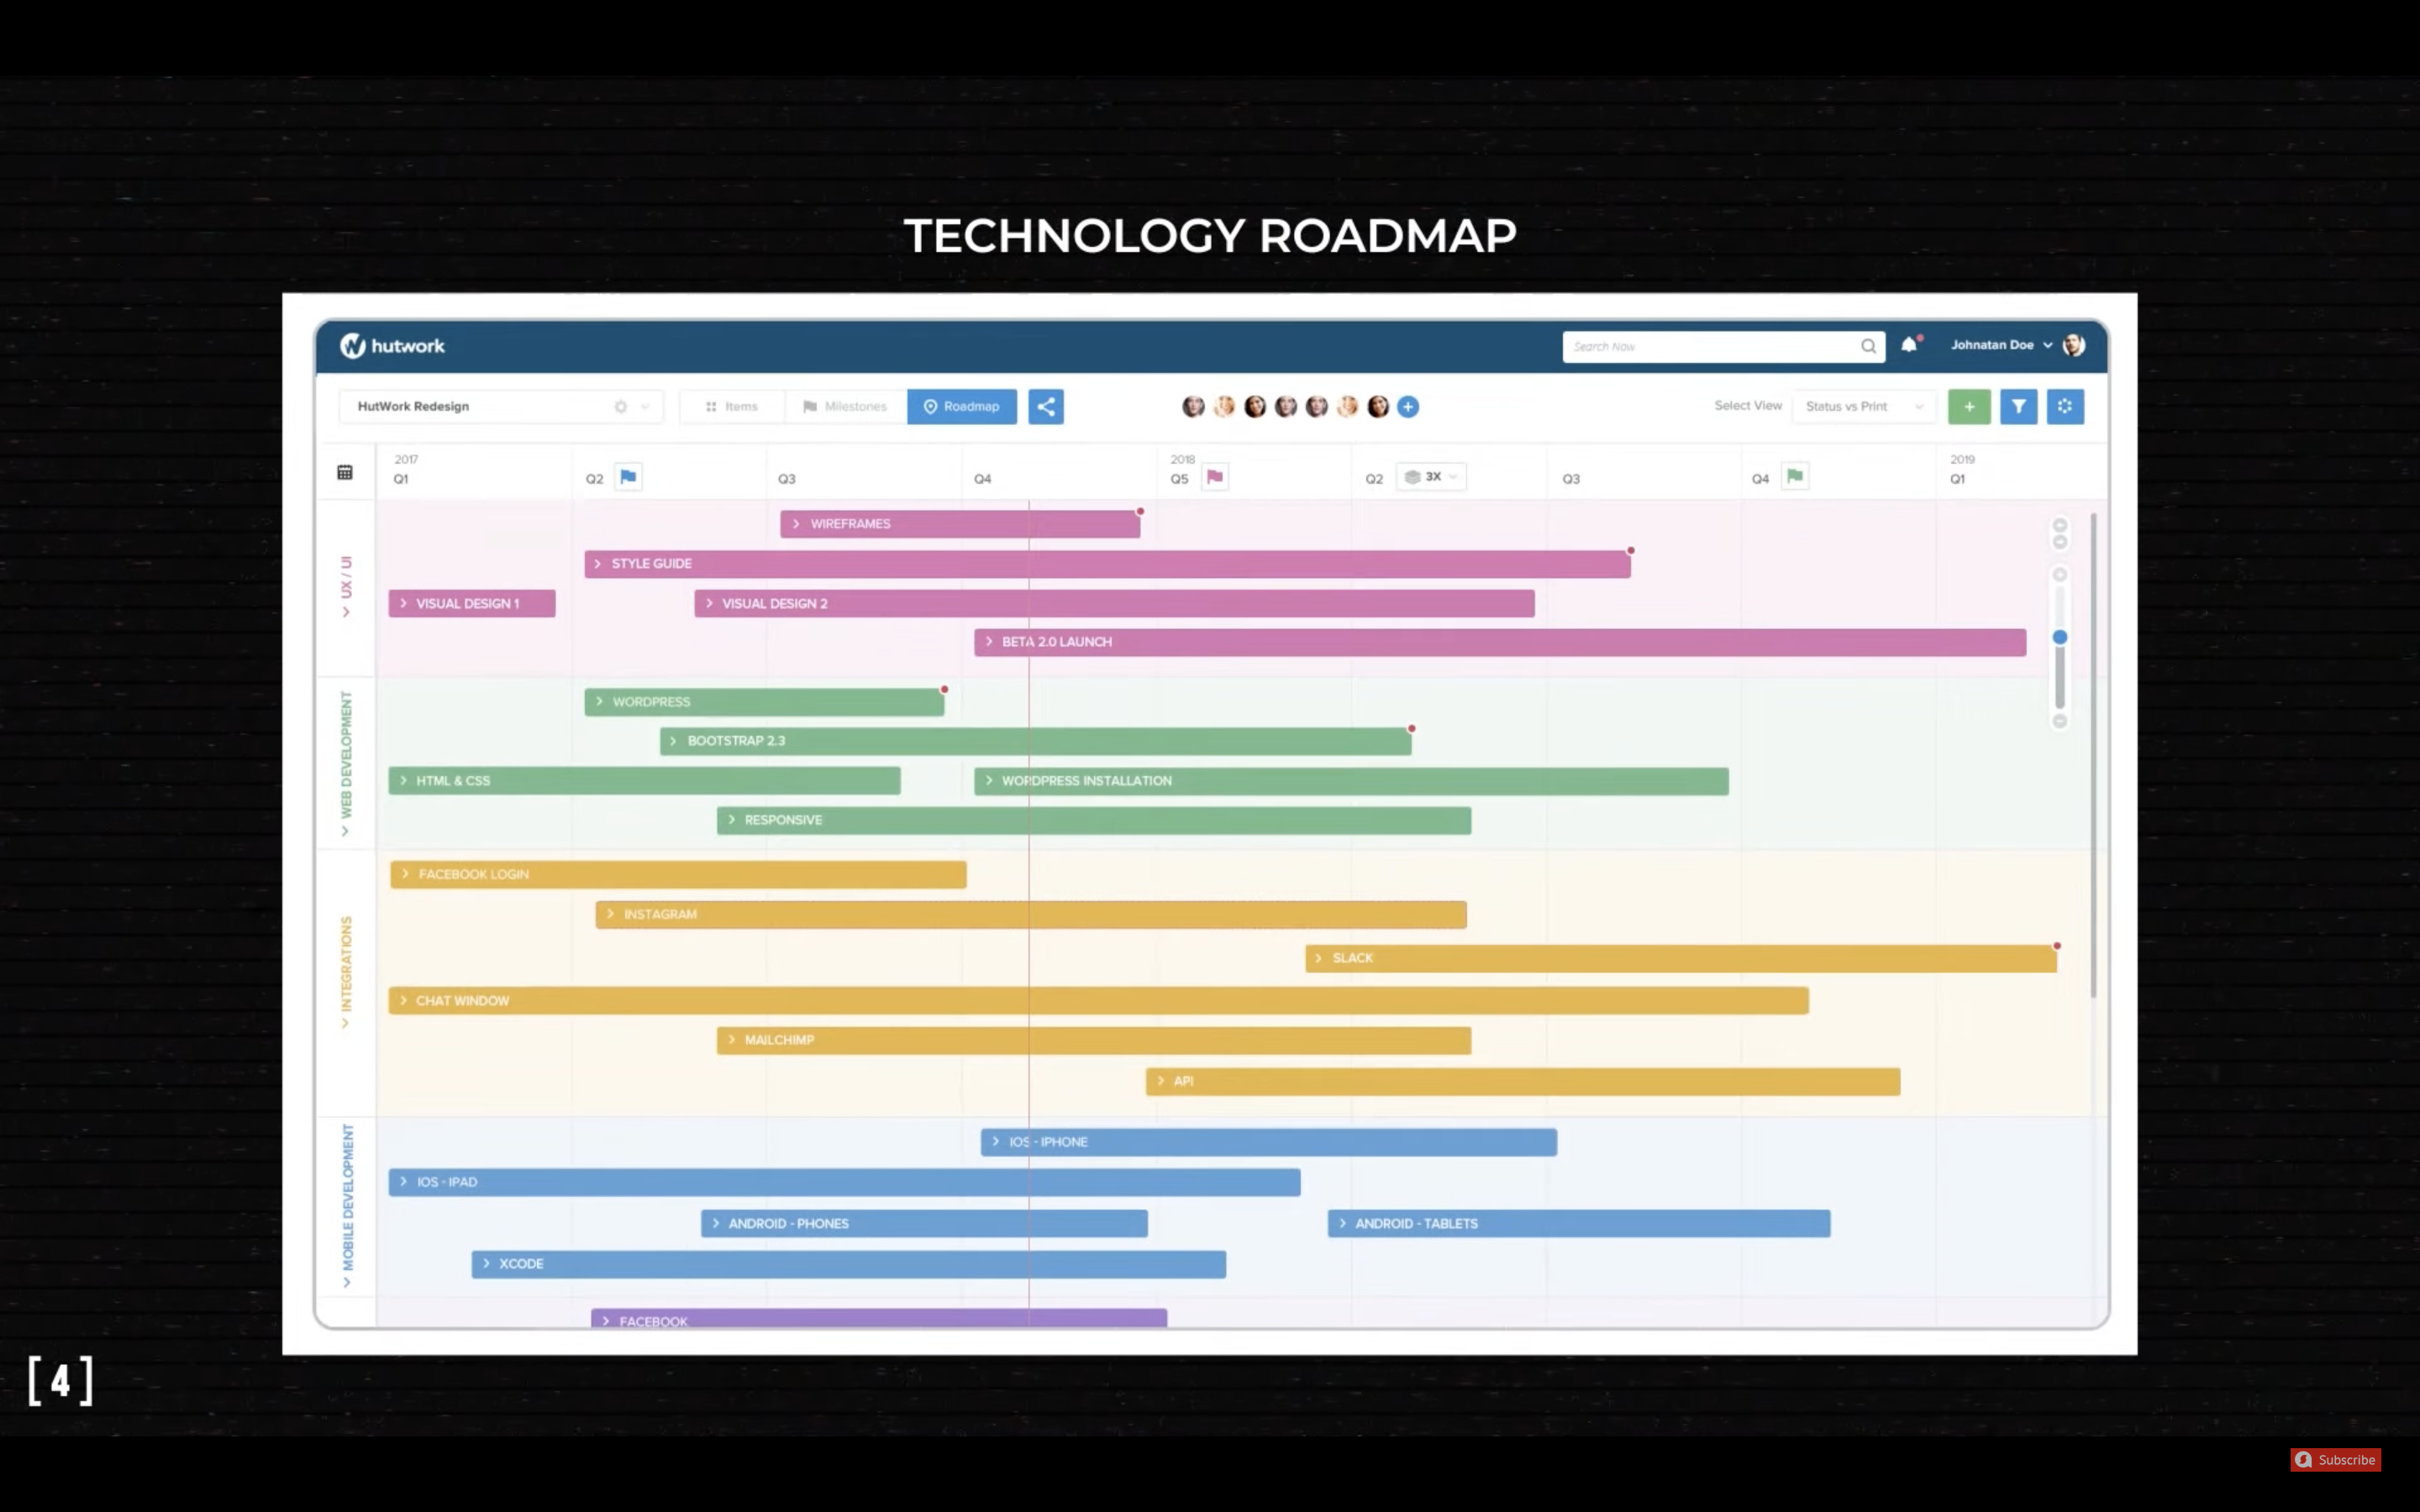 TECHNOLOGY ROADMAP
hutwork
Search Now
Johnatan Doe
HutWork Redesign
Items
Milestones
Roadmap
Select View
Status vs Print
2017
Q1
Q2
Q3
Q4
2018
Q5
Q2
3X
Q3
Q4
2019
Q1
UX / UI
WIREFRAMES
STYLE GUIDE
VISUAL DESIGN 1
VISUAL DESIGN 2
BETA 2.0 LAUNCH
WEB DEVELOPMENT
WORDPRESS
BOOTSTRAP 2.3
HTML & CSS
WORDPRESS INSTALLATION
RESPONSIVE
INTEGRATIONS
FACEBOOK LOGIN
INSTAGRAM
SLACK
CHAT WINDOW
MAILCHIMP
API
MOBILE DEVELOPMENT
IOS - IPHONE
IOS - IPAD
ANDROID - PHONES
ANDROID - TABLETS
XCODE
FACEBOOK
[4]
Subscribe